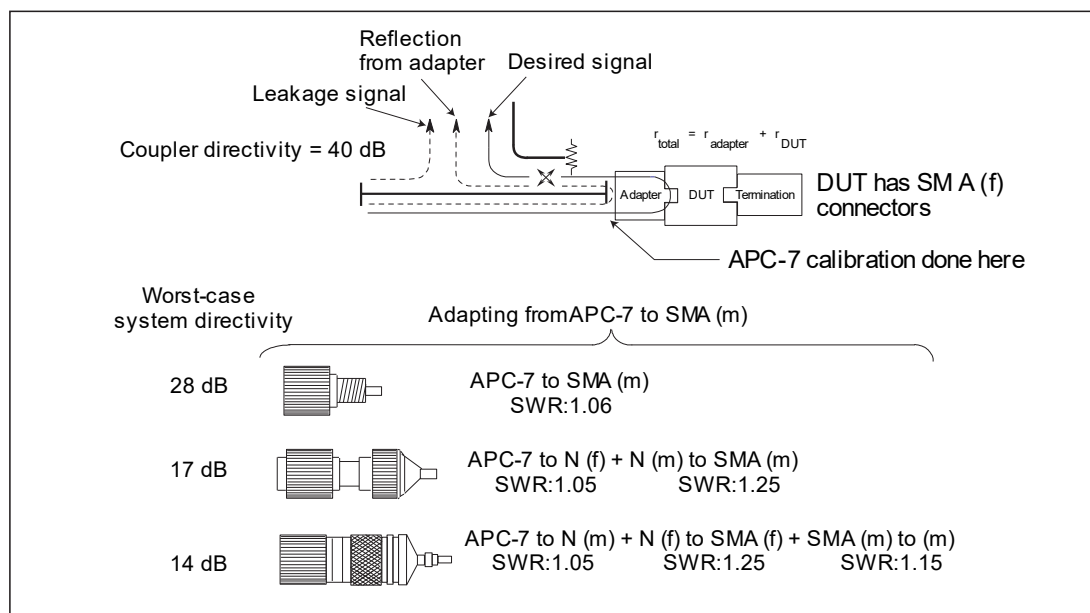 Reflection
from adapter
Desired signal
Leakage signal
Coupler directivity = 40 dB
r total = r adapter + r DUT
Adapter
DUT
Termination
DUT has SMA (f)
connectors
APC-7 calibration done here
Worst-case
system directivity
Adapting from APC-7 to SMA (m)
28 dB
APC-7 to SMA (m)
SWR:1.06
17 dB
APC-7 to N (f) + N (m) to SMA (m)
SWR:1.05 SWR:1.25
14 dB
APC-7 to N (m) + N (f) to SMA (f) + SMA (m) to (m)
SWR:1.05 SWR:1.25 SWR:1.15